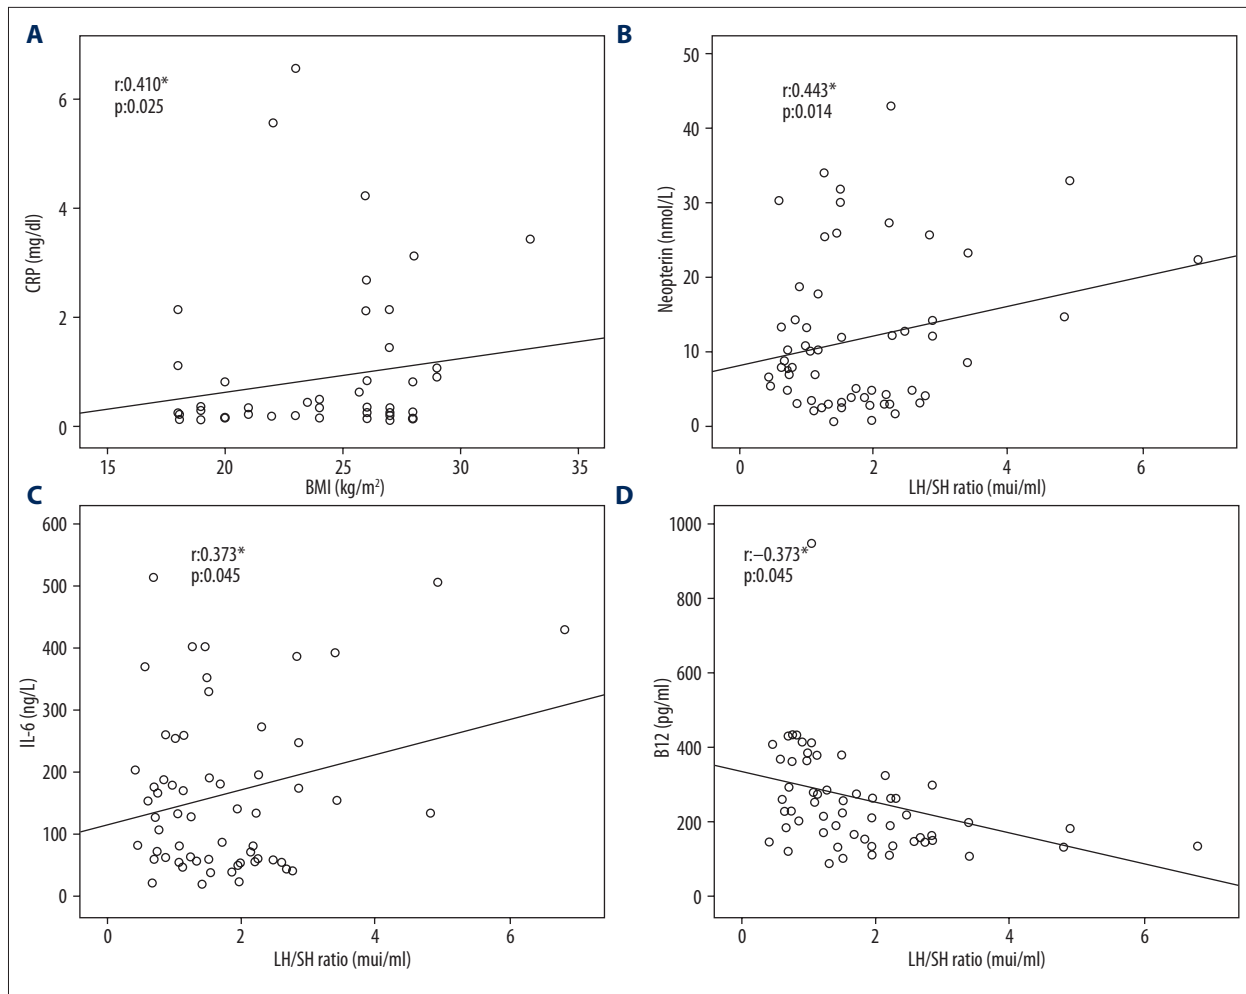 A
r:0.410*
p:0.025
6
4
2
0
CRP (mg/dl)
15 20 25 30 35
BMI (kg/m²)
B
r:0.443*
p:0.014
50
40
30
20
10
0
Neopterin (nmol/L)
0 2 4 6
LH/SH ratio (mui/ml)
C
r:0.373*
p:0.045
600
500
400
300
200
100
0
IL-6 (ng/L)
0 2 4 6
LH/SH ratio (mui/ml)
D
r:−0.373*
p:0.045
1000
800
600
400
200
0
B12 (pg/ml)
0 2 4 6
LH/SH ratio (mui/ml)